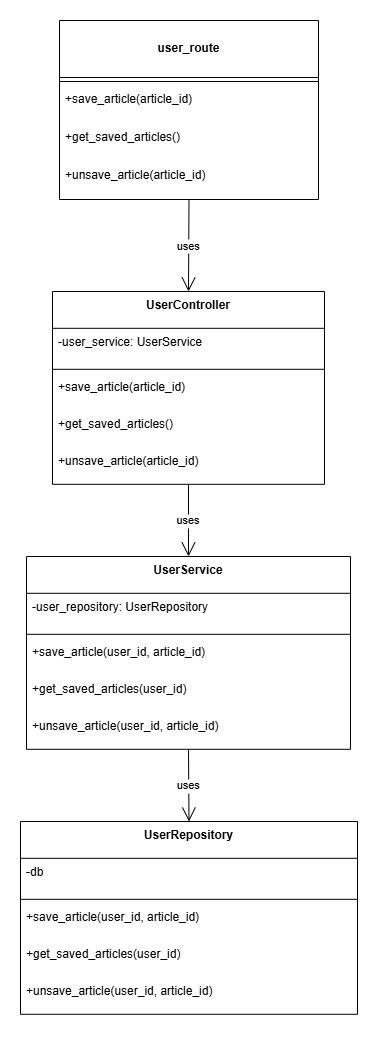 user_route
+save_article(article_id)
+get_saved_articles()
+unsave_article(article_id)
uses
UserController
-user_service: UserService
+save_article(article_id)
+get_saved_articles()
+unsave_article(article_id)
uses
UserService
-user_repository: UserRepository
+save_article(user_id, article_id)
+get_saved_articles(user_id)
+unsave_article(user_id, article_id)
uses
UserRepository
-db
+save_article(user_id, article_id)
+get_saved_articles(user_id)
+unsave_article(user_id, article_id)